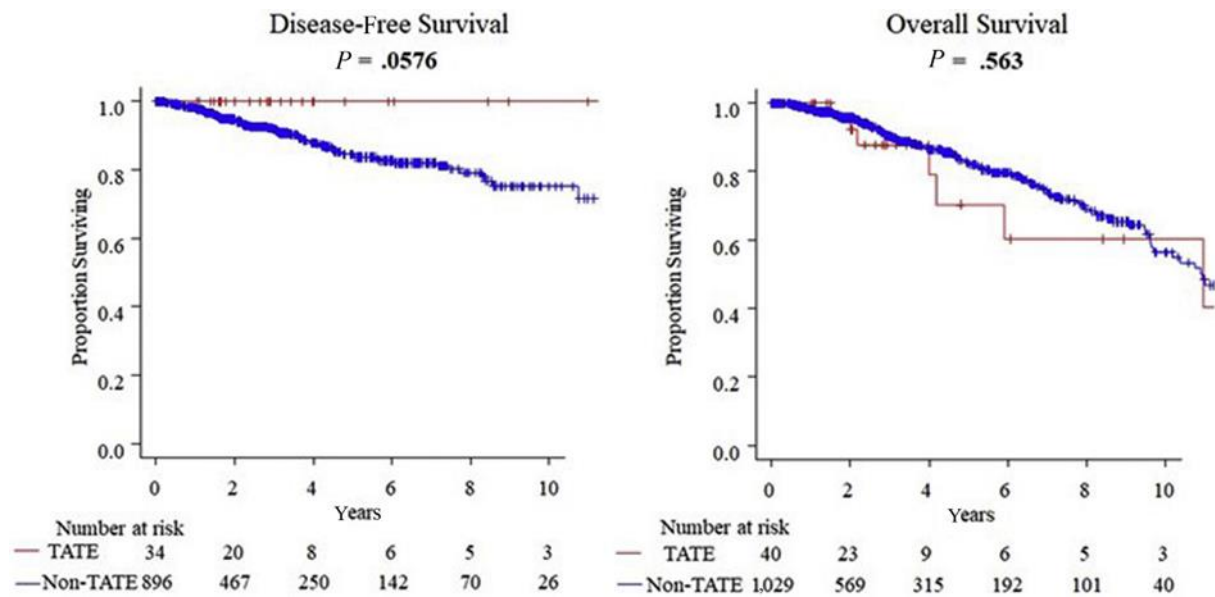 Disease-Free Survival
P = .0576
Proportion Surviving
1.0
0.8
0.6
0.4
0.2
0.0
0 2 4 6 8 10
Years
Number at risk
TATE 34 20 8 6 5 3
Non-TATE 896 467 250 142 70 26
Overall Survival
P = .563
Proportion Surviving
1.0
0.8
0.6
0.4
0.2
0.0
0 2 4 6 8 10
Years
Number at risk
TATE 40 23 9 6 5 3
Non-TATE 1,029 569 315 192 101 40